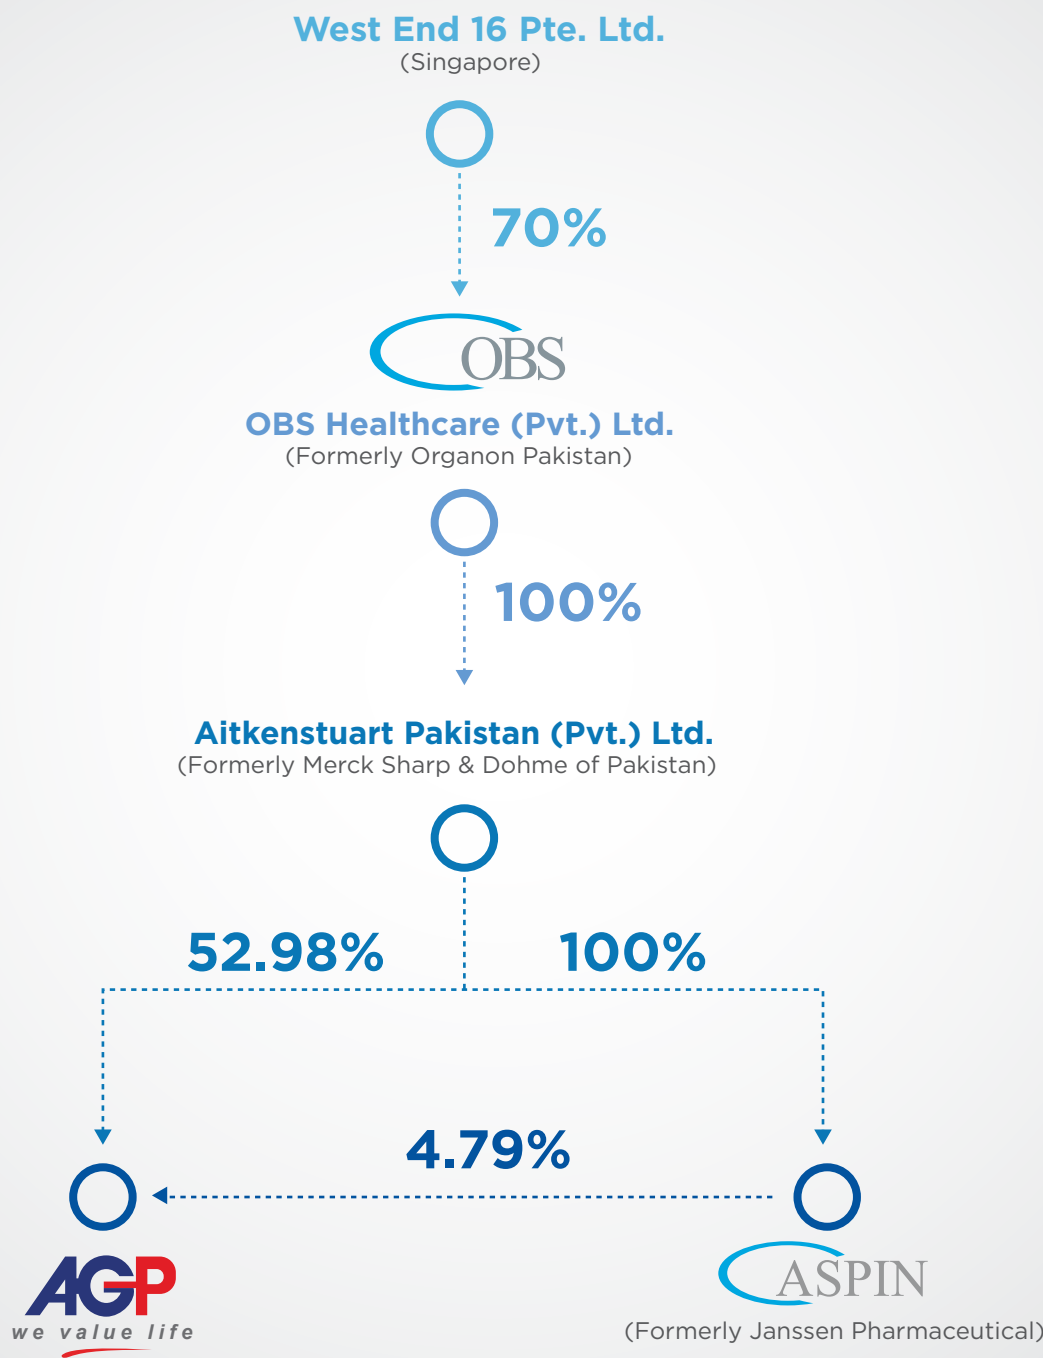 West End 16 Pte. Ltd.
(Singapore)
70%
OBS
OBS Healthcare (Pvt.) Ltd.
(Formerly Organon Pakistan)
100%
Aitkenstuart Pakistan (Pvt.) Ltd.
(Formerly Merck Sharp & Dohme of Pakistan)
52.98%
100%
4.79%
AGP
we value life
ASPIN
(Formerly Janssen Pharmaceutical)